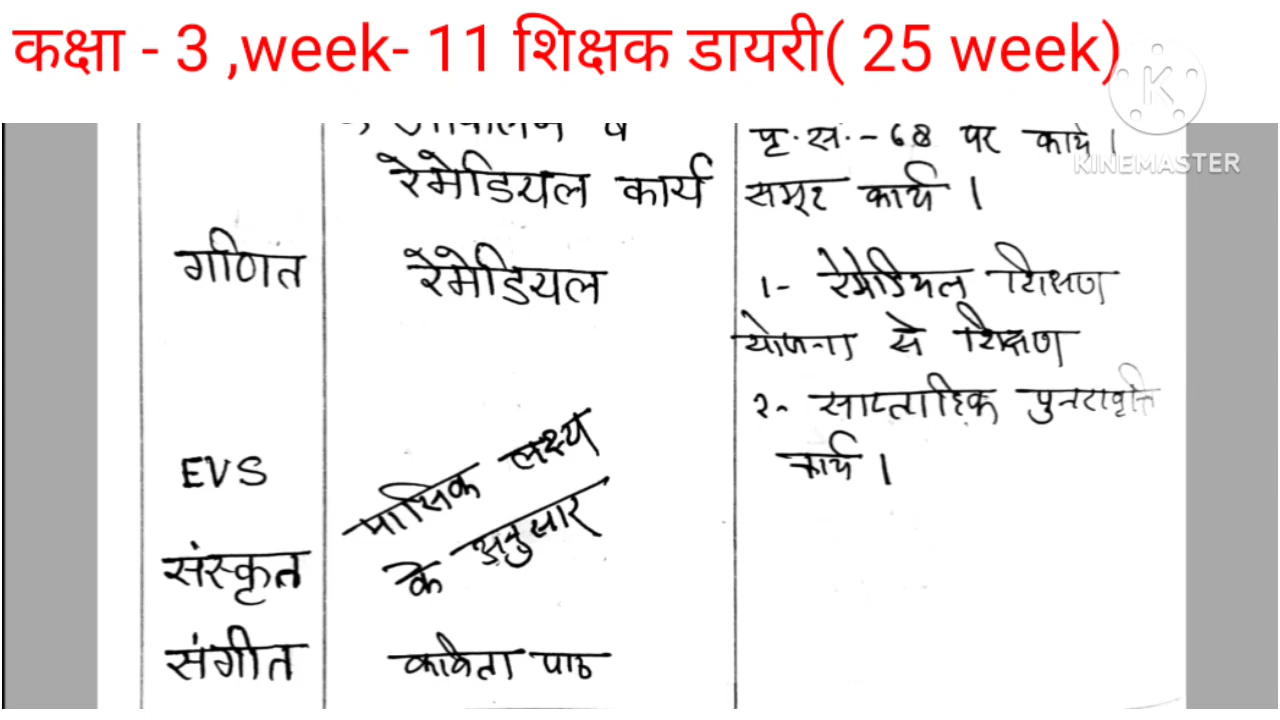 कक्षा - 3 ,week- 11 शिक्षक डायरी( 25 week)
K
KINEMASTER
व
पृ.सं.-68 पर कार्य।
रेमेडियल कार्य
समूह कार्य।
गणित
रेमेडियल
1- रेमेडियल शिक्षण
योजना से शिक्षण
2- साप्ताहिक पुनरावृत्ति
कार्य।
EVS
मासिक लक्ष्य
के अनुसार
संस्कृत
संगीत
कविता पाठ